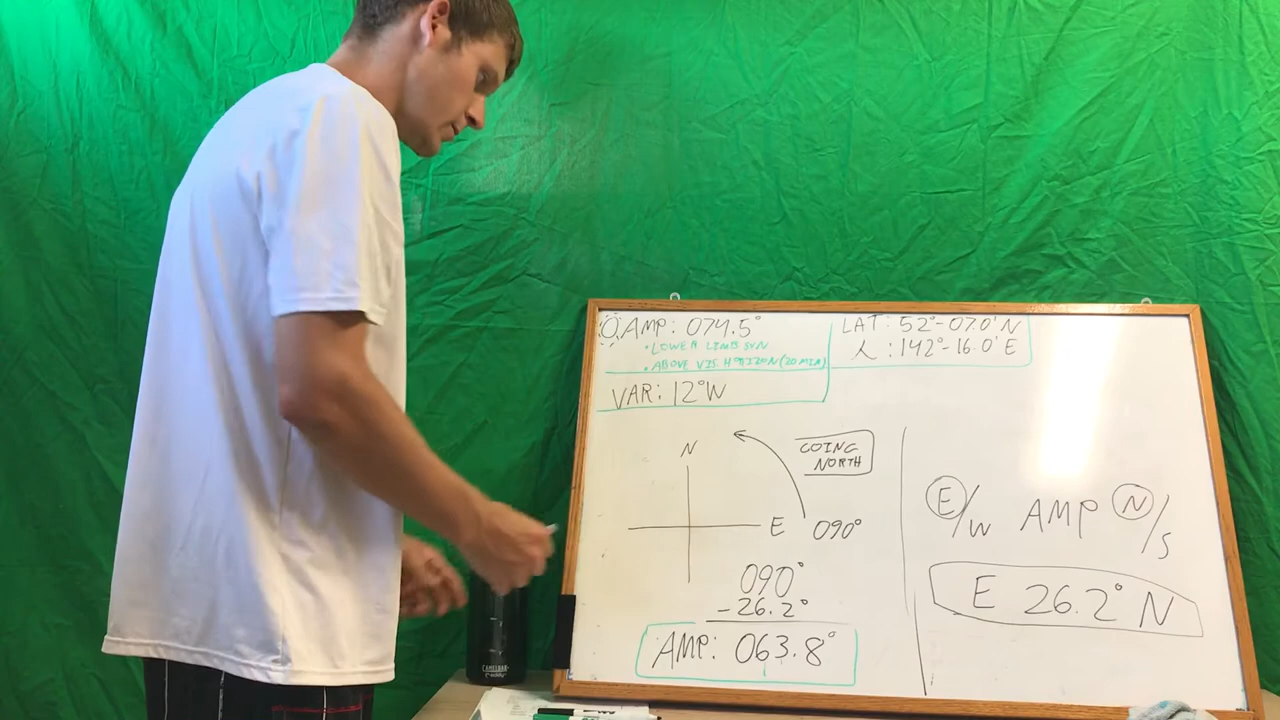 AMP: 074.5°
• LOWER LIMB SUN
• ABOVE VIS HORIZON (20 MIN)
VAR: 12°W
LAT: 52°-07.0' N
λ: 142°-16.0' E
N
GOING
NORTH
E 090°
090°
-26.2°
AMP: 063.8°
E/W AMP N/S
E 26.2° N
CAMELBAK